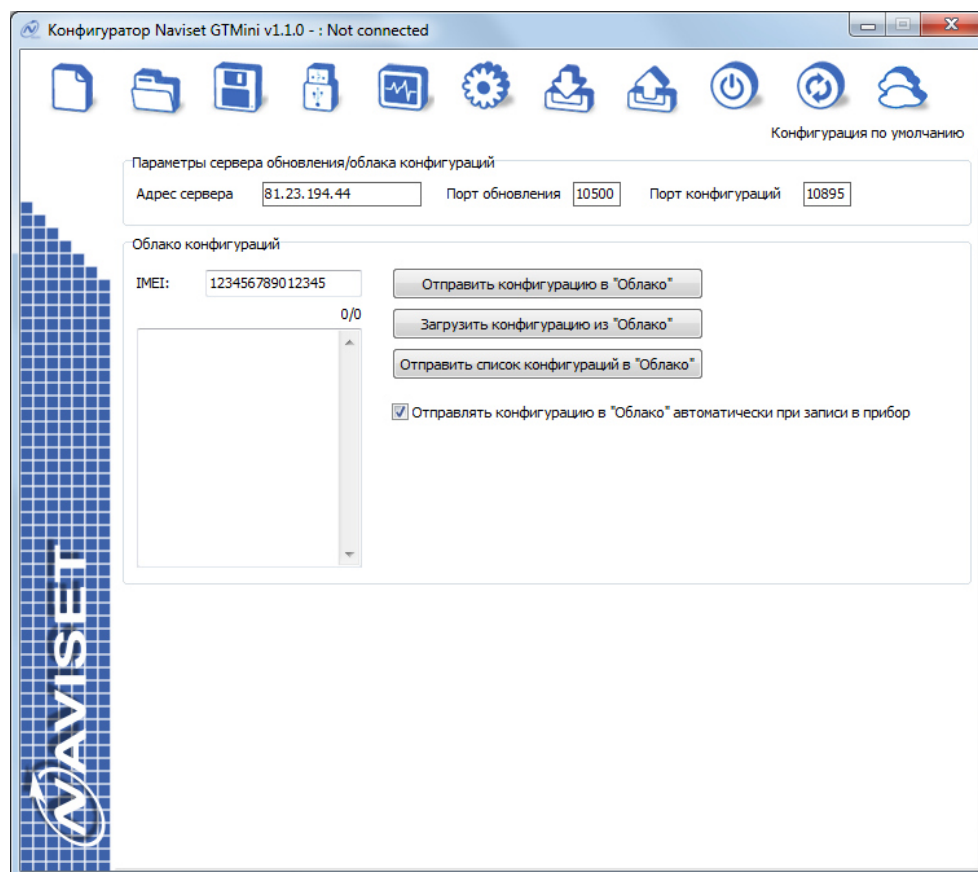 Конфигуратор Naviset GTMini v1.1.0 - : Not connected
Конфигурация по умолчанию
Параметры сервера обновления/облака конфигураций
Адрес сервера 81.23.194.44 Порт обновления 10500 Порт конфигураций 10895
Облако конфигураций
IMEI: 123456789012345 Отправить конфигурацию в "Облако"
0/0
Загрузить конфигурацию из "Облако"
Отправить список конфигураций в "Облако"
Отправлять конфигурацию в "Облако" автоматически при записи в прибор
NAVISET